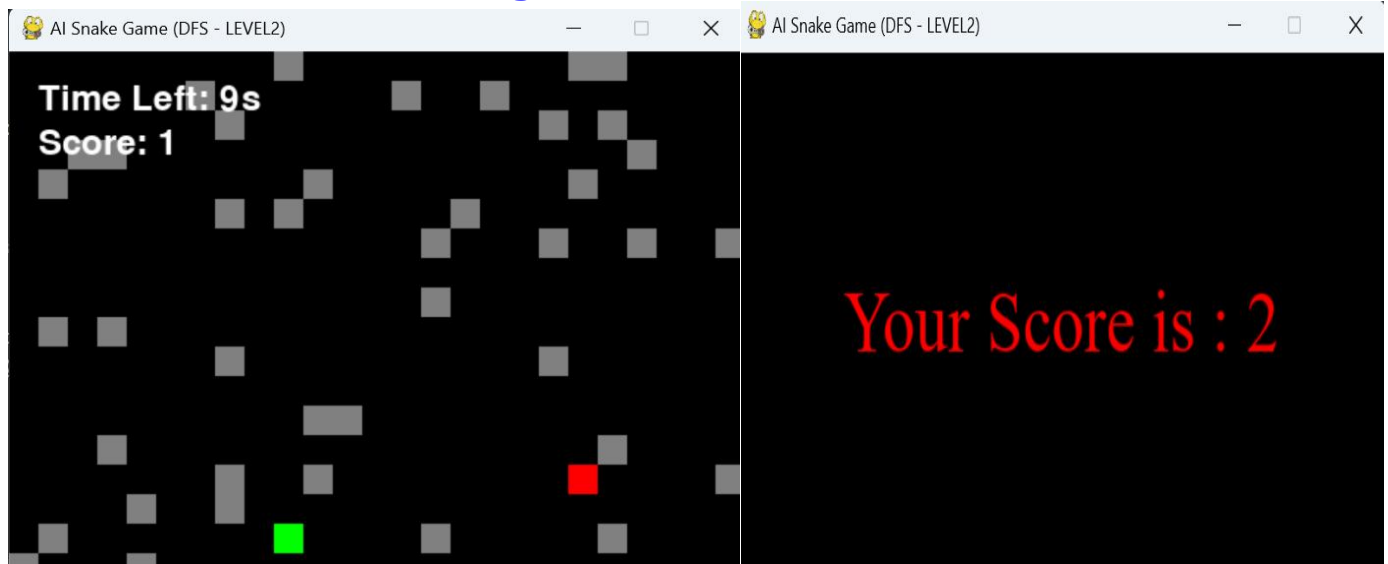 AI Snake Game (DFS - LEVEL2)
Time Left: 9s
Score: 1
AI Snake Game (DFS - LEVEL2)
Your Score is : 2